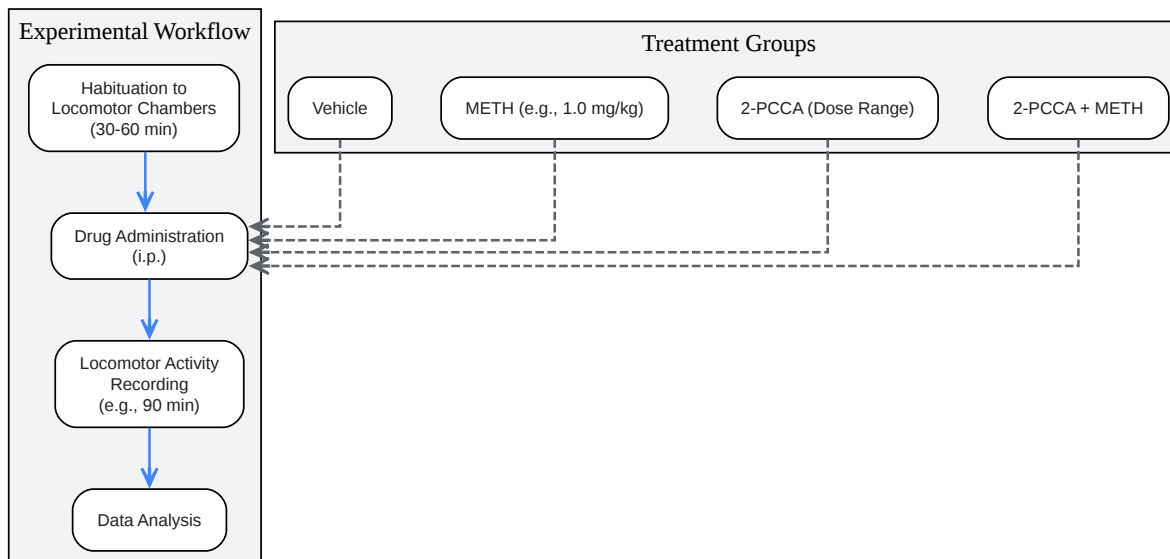 Experimental Workflow
Habituation to
Locomotor Chambers
(30-60 min)
Drug Administration
(i.p.)
Locomotor Activity
Recording
(e.g., 90 min)
Data Analysis
Treatment Groups
Vehicle
METH (e.g., 1.0 mg/kg)
2-PCCA (Dose Range)
2-PCCA + METH